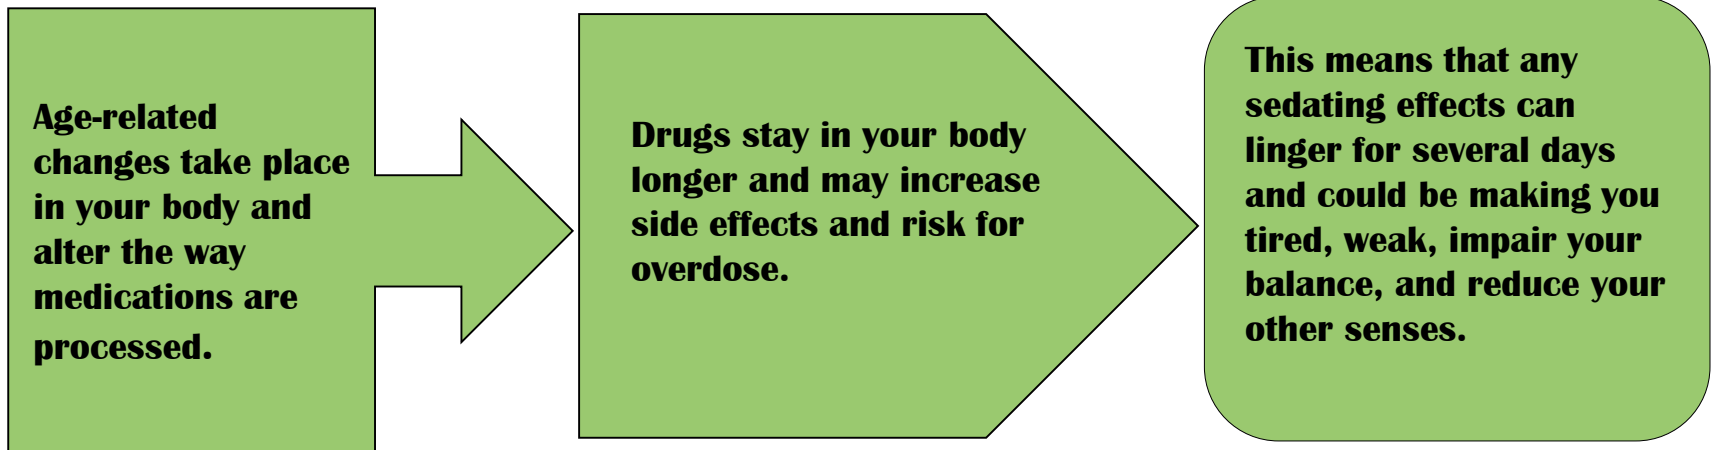 Age-related
changes take place
in your body and
alter the way
medications are
processed.
Drugs stay in your body
longer and may increase
side effects and risk for
overdose.
This means that any
sedating effects can
linger for several days
and could be making you
tired, weak, impair your
balance, and reduce your
other senses.